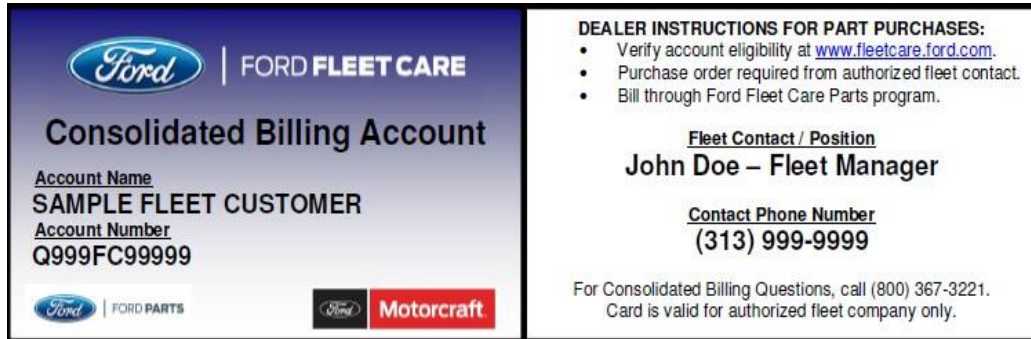 Ford | FORD FLEET CARE
Consolidated Billing Account
Account Name
SAMPLE FLEET CUSTOMER
Account Number
Q999FC99999
Ford | FORD PARTS
Ford Motorcraft
DEALER INSTRUCTIONS FOR PART PURCHASES:
• Verify account eligibility at www.fleetcare.ford.com.
• Purchase order required from authorized fleet contact.
• Bill through Ford Fleet Care Parts program.
Fleet Contact / Position
John Doe – Fleet Manager
Contact Phone Number
(313) 999-9999
For Consolidated Billing Questions, call (800) 367-3221.
Card is valid for authorized fleet company only.